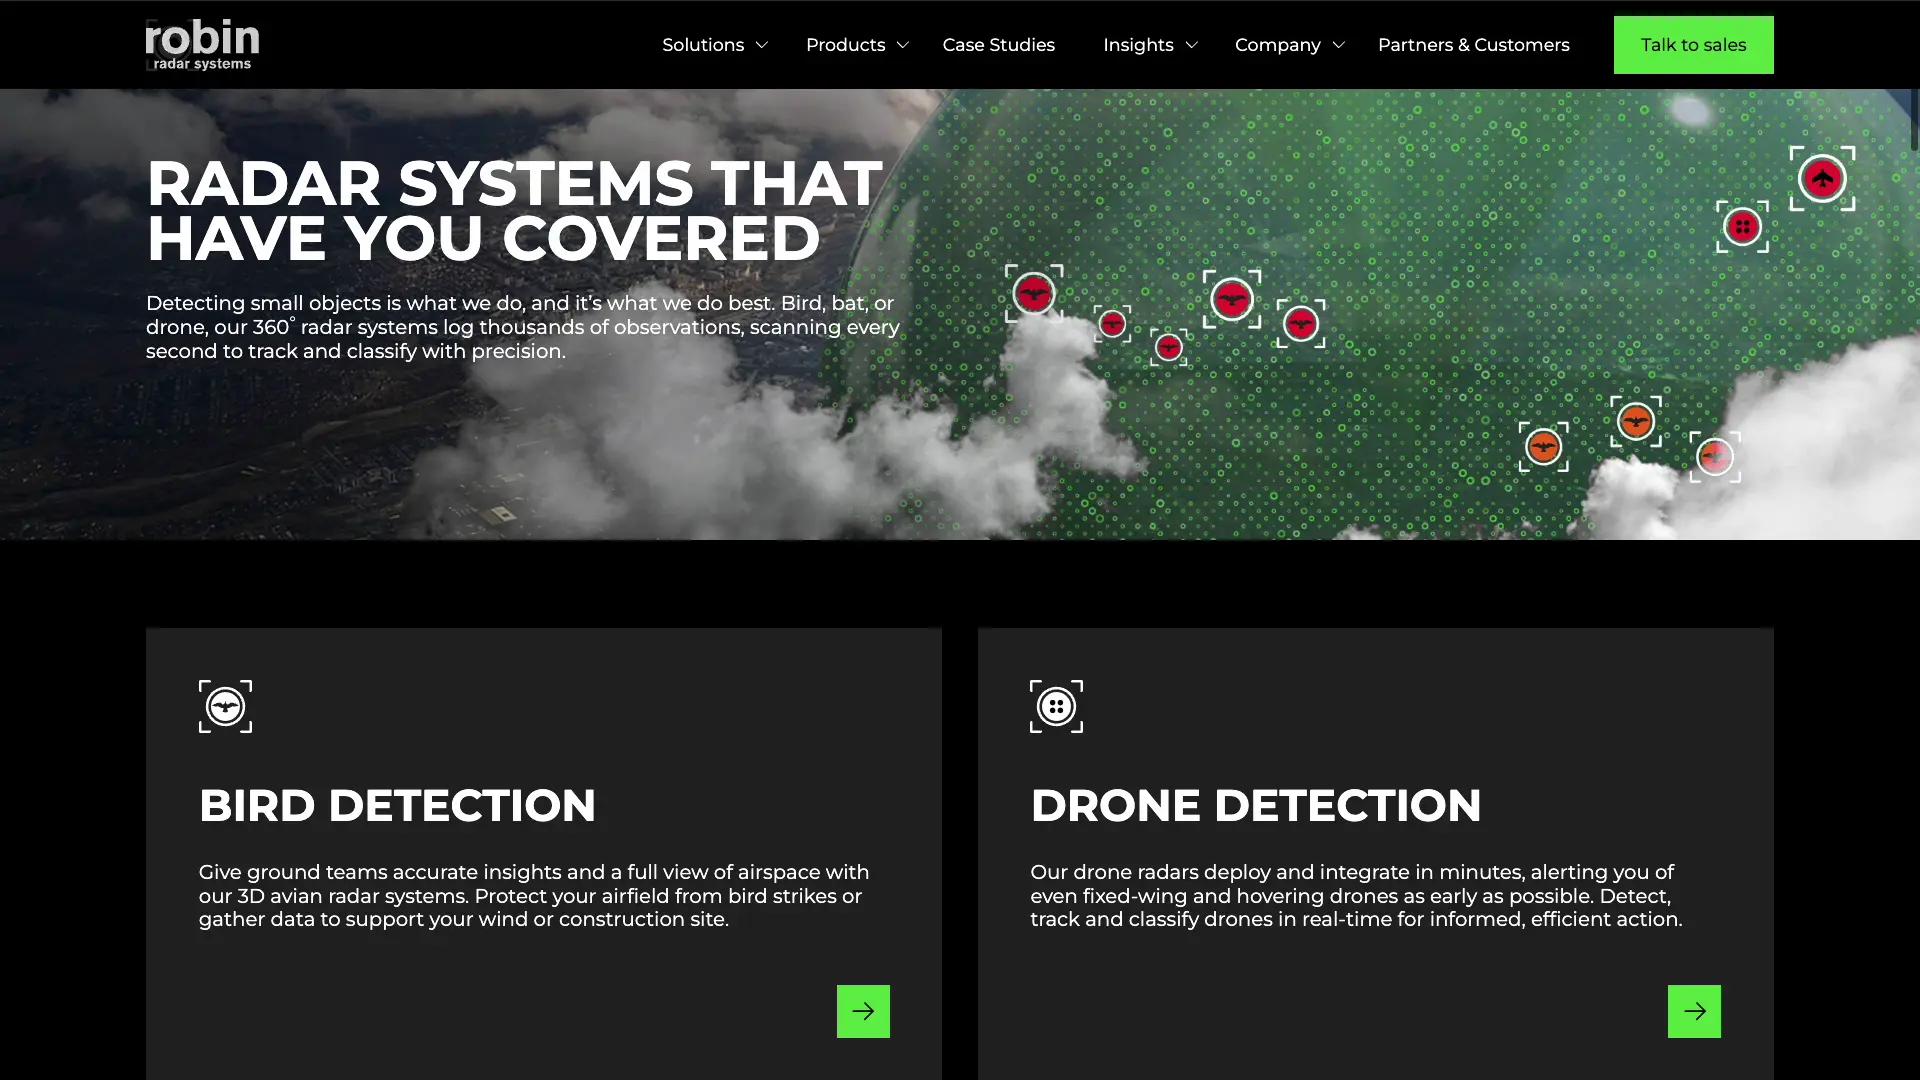 robin
radar systems
Solutions
Products
Case Studies
Insights
Company
Partners & Customers
Talk to sales
RADAR SYSTEMS THAT
HAVE YOU COVERED
Detecting small objects is what we do, and it’s what we do best. Bird, bat, or
drone, our 360° radar systems log thousands of observations, scanning every
second to track and classify with precision.
BIRD DETECTION
Give ground teams accurate insights and a full view of airspace with
our 3D avian radar systems. Protect your airfield from bird strikes or
gather data to support your wind or construction site.
DRONE DETECTION
Our drone radars deploy and integrate in minutes, alerting you of
even fixed-wing and hovering drones as early as possible. Detect,
track and classify drones in real-time for informed, efficient action.